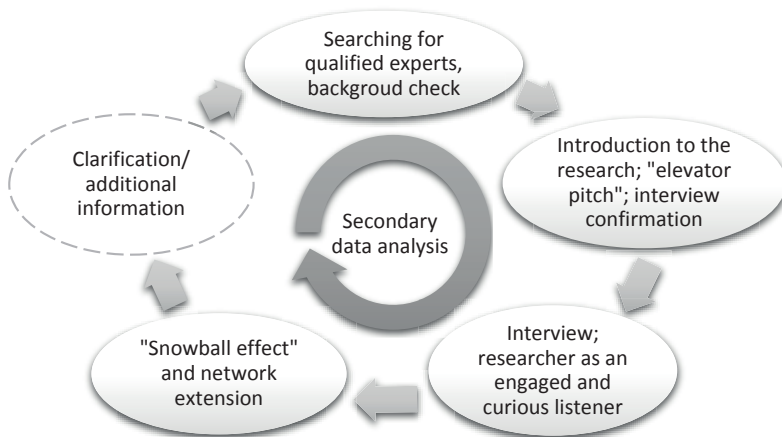 Searching for
qualified experts,
backgroud check
Introduction to the
research; "elevator
pitch"; interview
confirmation
Interview;
researcher as an
engaged and
curious listener
"Snowball effect"
and network
extension
Clarification/
additional
information
Secondary
data analysis